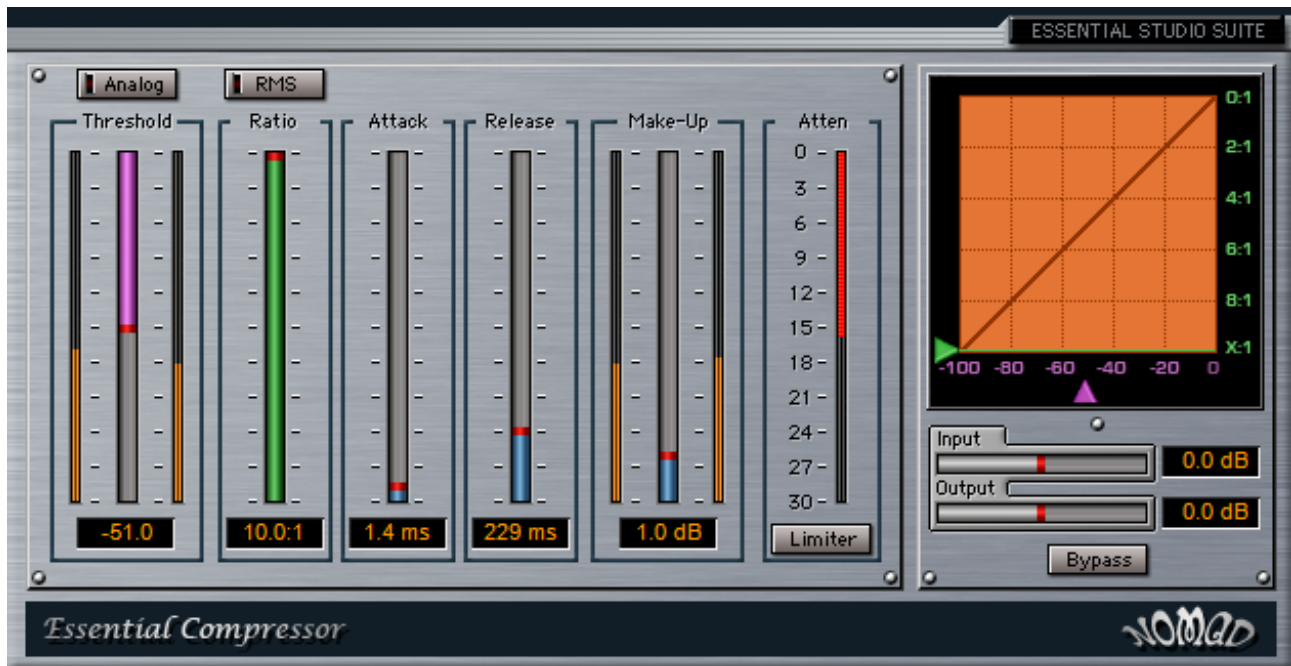 ESSENTIAL STUDIO SUITE
Analog RMS
Threshold Ratio Attack Release Make-Up Atten
0
3
6
9
12
15
18
21
24
27
30
-51.0 10.0:1 1.4 ms 229 ms 1.0 dB
Limiter
0:1
2:1
4:1
6:1
8:1
X:1
-100 -80 -60 -40 -20 0
Input
0.0 dB
Output
0.0 dB
Bypass
Essential Compressor
NOMAD